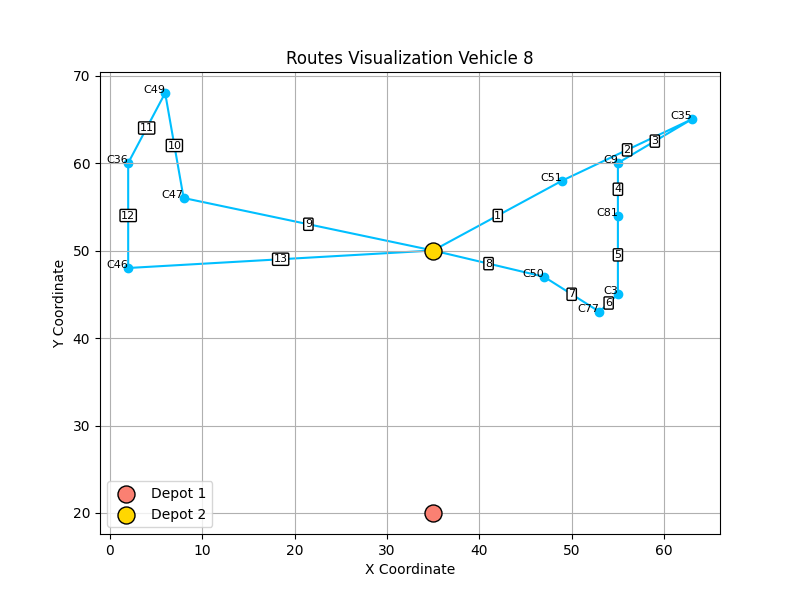 Routes Visualization Vehicle 8
70
60
50
40
30
20
Y Coordinate
C49
C35
11
10
2
3
C36
C9
C51
4
C47
12
1
C81
9
5
13
8
C46
C50
7
C3
6
C77
Depot 1
Depot 2
0 10 20 30 40 50 60
X Coordinate